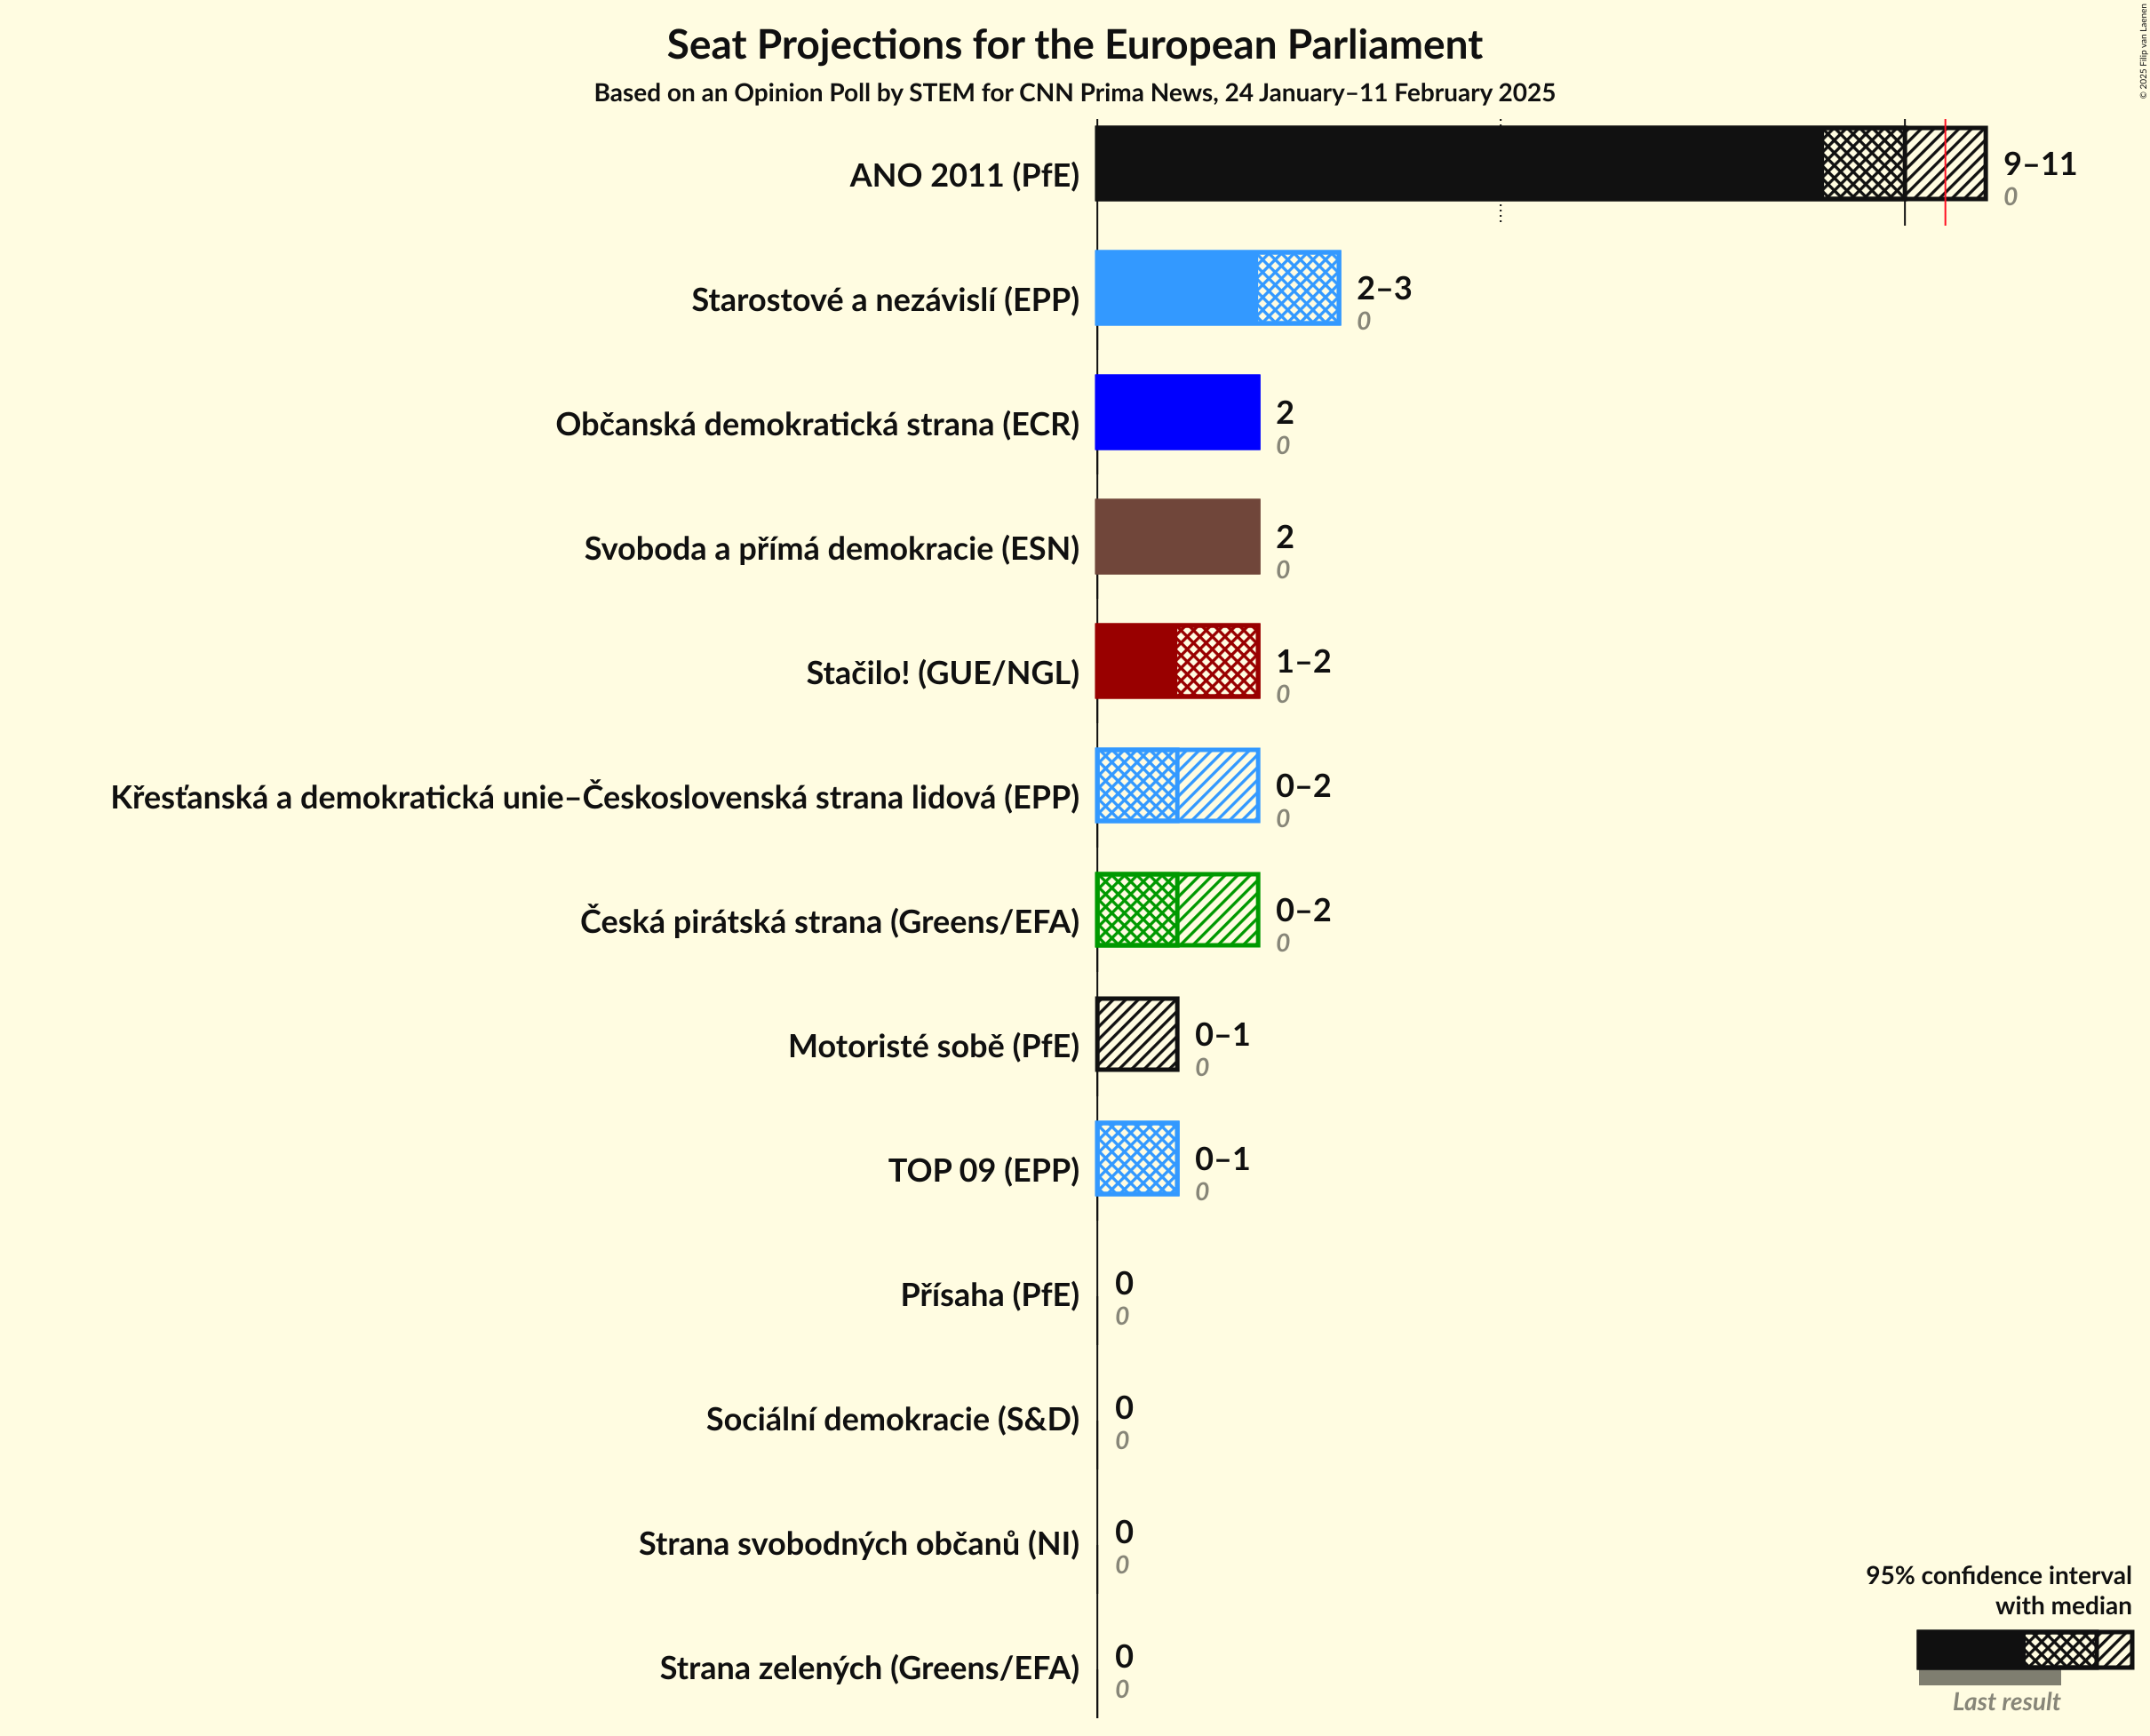 Seat Projections for the European Parliament
Based on an Opinion Poll by STEM for CNN Prima News, 24 January–11 February 2025
© 2025 Filip van Laenen
ANO 2011 (PfE)
9–11
0
Starostové a nezávislí (EPP)
2–3
0
Občanská demokratická strana (ECR)
2
0
Svoboda a přímá demokracie (ESN)
2
0
Stačilo! (GUE/NGL)
1–2
0
Křesťanská a demokratická unie–Československá strana lidová (EPP)
0–2
0
Česká pirátská strana (Greens/EFA)
0–2
0
Motoristé sobě (PfE)
0–1
0
TOP 09 (EPP)
0–1
0
Přísaha (PfE)
0
0
Sociální demokracie (S&D)
0
0
Strana svobodných občanů (NI)
0
0
Strana zelených (Greens/EFA)
0
0
95% confidence interval
with median
Last result